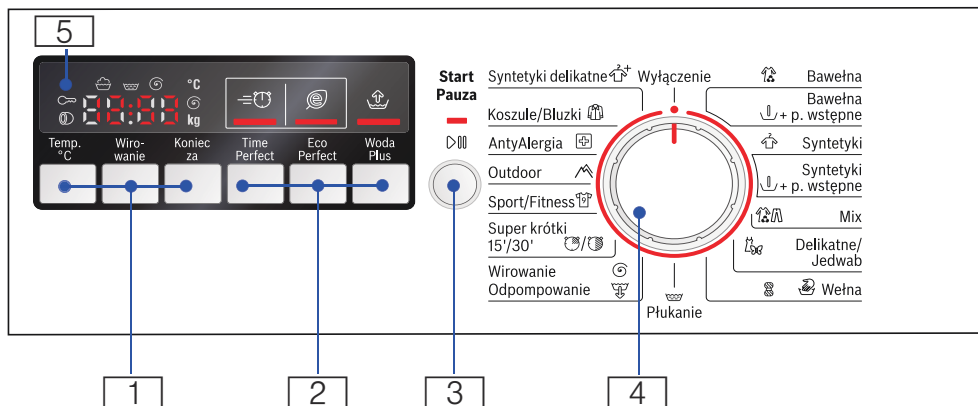 5
°C
kg
Temp.
°C
Wiro-
wanie
Koniec
za
Time
Perfect
Eco
Perfect
Woda
Plus
Start
Pauza
Syntetyki delikatne
Koszule/Bluzki
AntyAlergia
Outdoor
Sport/Fitness
Super krótki
15'/30'
Wirowanie
Odpompowanie
Wyłączenie
Płukanie
Bawełna
Bawełna
+ p. wstępne
Syntetyki
Syntetyki
+ p. wstępne
Mix
Delikatne/
Jedwab
Wełna
1
2
3
4